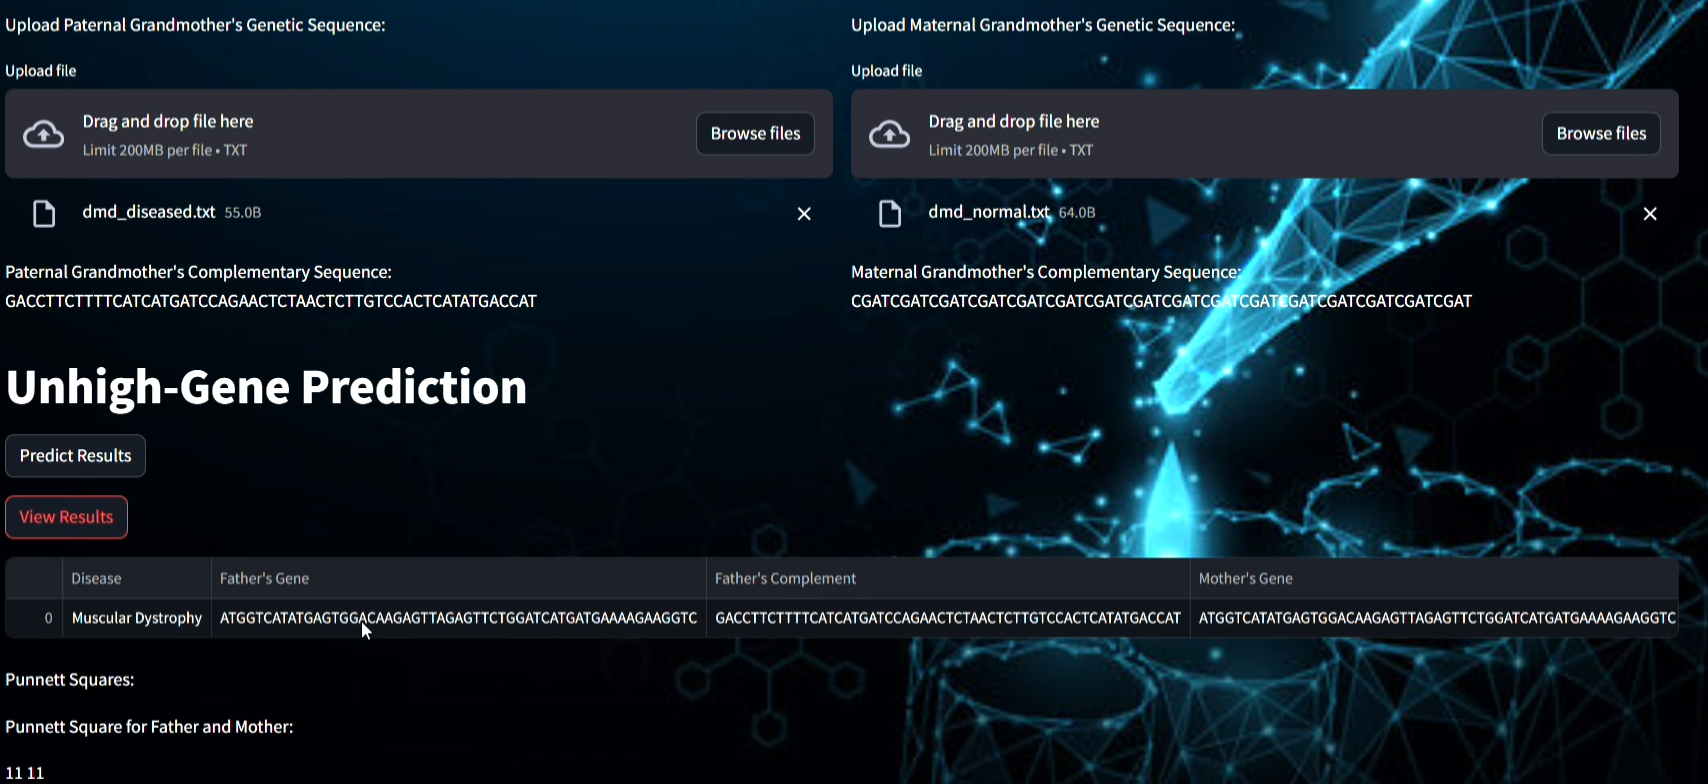 Upload Paternal Grandmother's Genetic Sequence:
Upload file
Drag and drop file here
Limit 200MB per file • TXT
Browse files
dmd_diseased.txt 55.0B
Paternal Grandmother's Complementary Sequence:
GACCTTCTTTTCATCATGATCCAGAACTCTAACTCTTGTCCACTCATATGACCAT
Upload Maternal Grandmother's Genetic Sequence:
Upload file
Drag and drop file here
Limit 200MB per file • TXT
Browse files
dmd_normal.txt 64.0B
Maternal Grandmother's Complementary Sequence:
CGATCGATCGATCGATCGATCGATCGATCGATCGATCGATCGATCGATCGATCGATCGATCGAT
Unhigh-Gene Prediction
Predict Results
View Results
Disease Father's Gene Father's Complement Mother's Gene
0 Muscular Dystrophy ATGGTCATATGAGTGGACAAGAGTTAGAGTTCTGGATCATGATGAAAAGAAGGTC GACCTTCTTTTCATCATGATCCAGAACTCTAACTCTTGTCCACTCATATGACCAT ATGGTCATATGAGTGGACAAGAGTTAGAGTTCTGGATCATGATGAAAAGAAGGTC
Punnett Squares:
Punnett Square for Father and Mother:
11 11